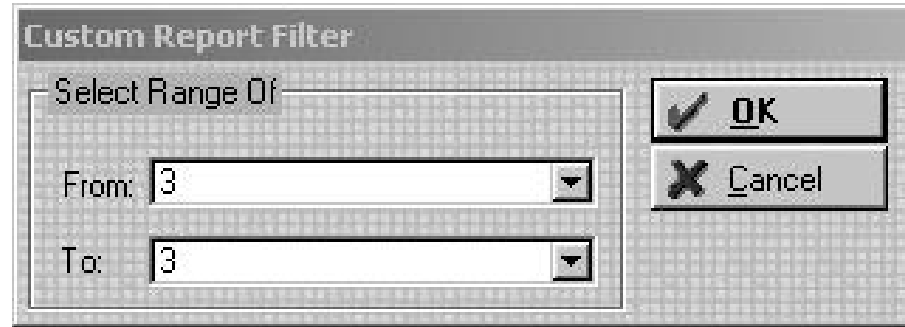 Custom Report Filter
Select Range Of
From: 3
To: 3
OK
Cancel